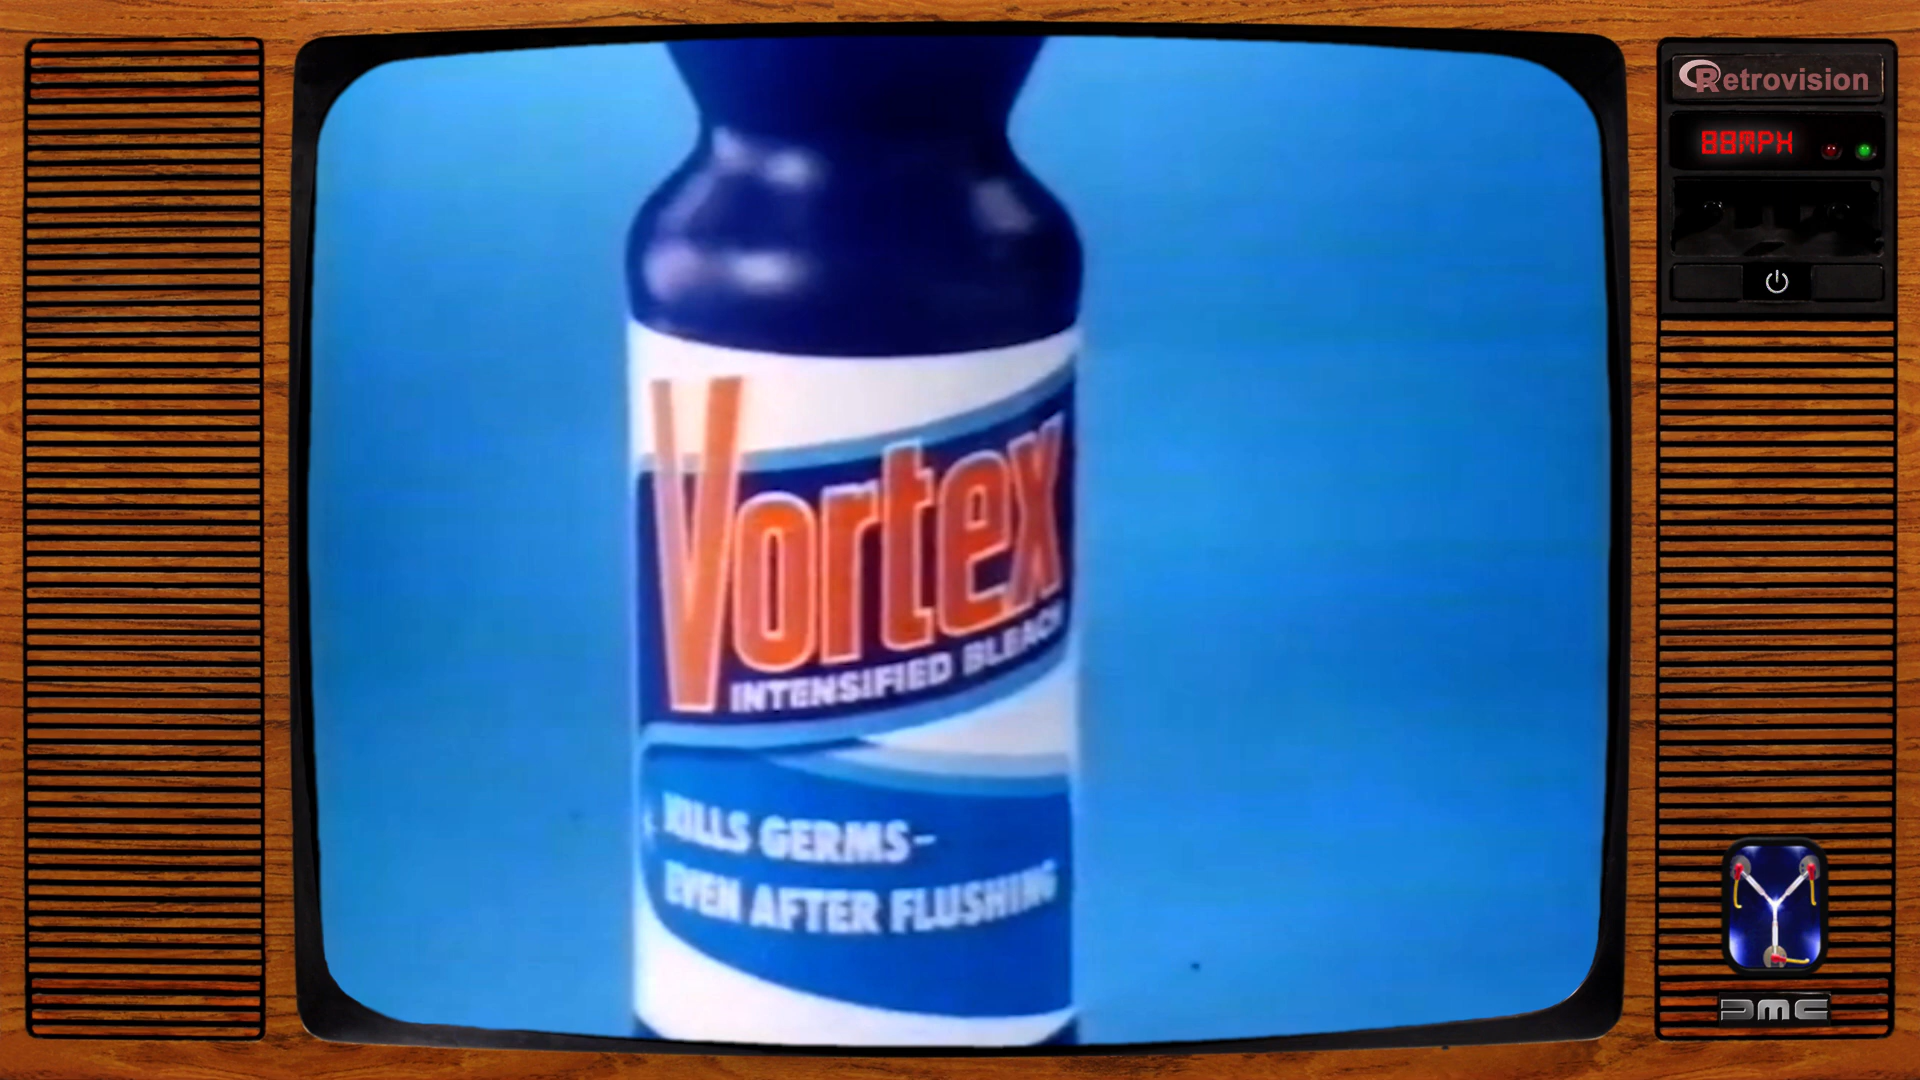 Retrovision
88MPH
Vortex
INTENSIFIED BLEACH
KILLS GERMS-
EVEN AFTER FLUSHING
DMC